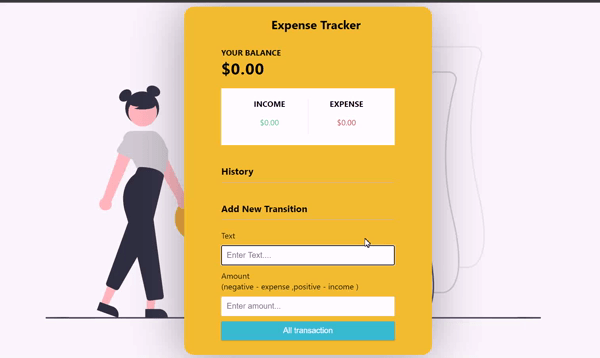 Expense Tracker
YOUR BALANCE
$0.00
INCOME EXPENSE
$0.00 $0.00
History
Add New Transition
Text
Enter Text....
Amount
(negative - expense ,positive - income )
Enter amount...
All transaction